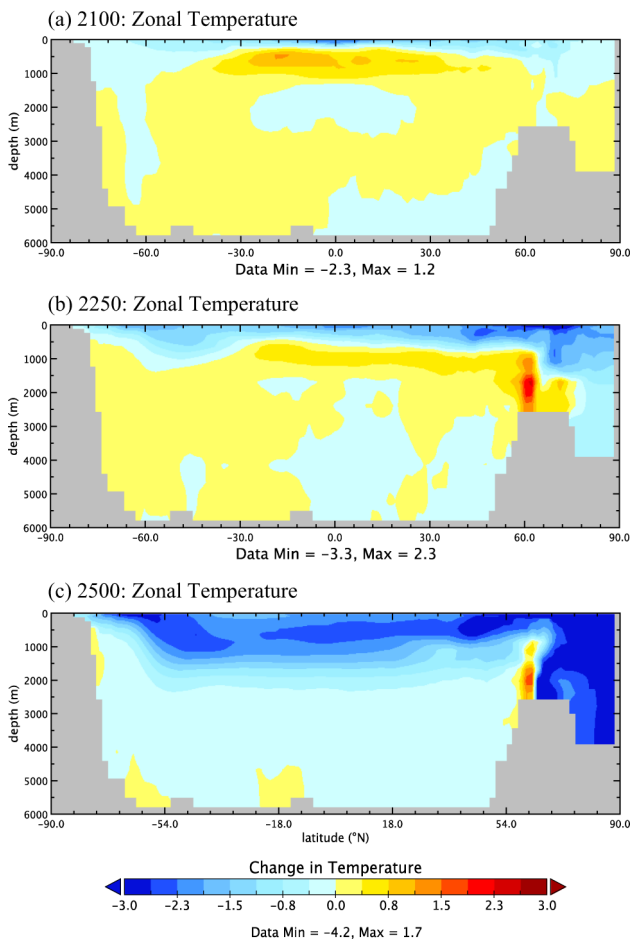 (a) 2100: Zonal Temperature
0
1000
2000
3000
4000
5000
6000
depth (m)
-90.0 -60.0 -30.0 0.0 30.0 60.0 90.0
Data Min = -2.3, Max = 1.2
(b) 2250: Zonal Temperature
0
1000
2000
3000
4000
5000
6000
depth (m)
-90.0 -60.0 -30.0 0.0 30.0 60.0 90.0
Data Min = -3.3, Max = 2.3
(c) 2500: Zonal Temperature
0
1000
2000
3000
4000
5000
6000
depth (m)
-90.0 -54.0 -18.0 18.0 54.0 90.0
latitude (°N)
Change in Temperature
-3.0 -2.3 -1.5 -0.8 0.0 0.8 1.5 2.3 3.0
Data Min = -4.2, Max = 1.7